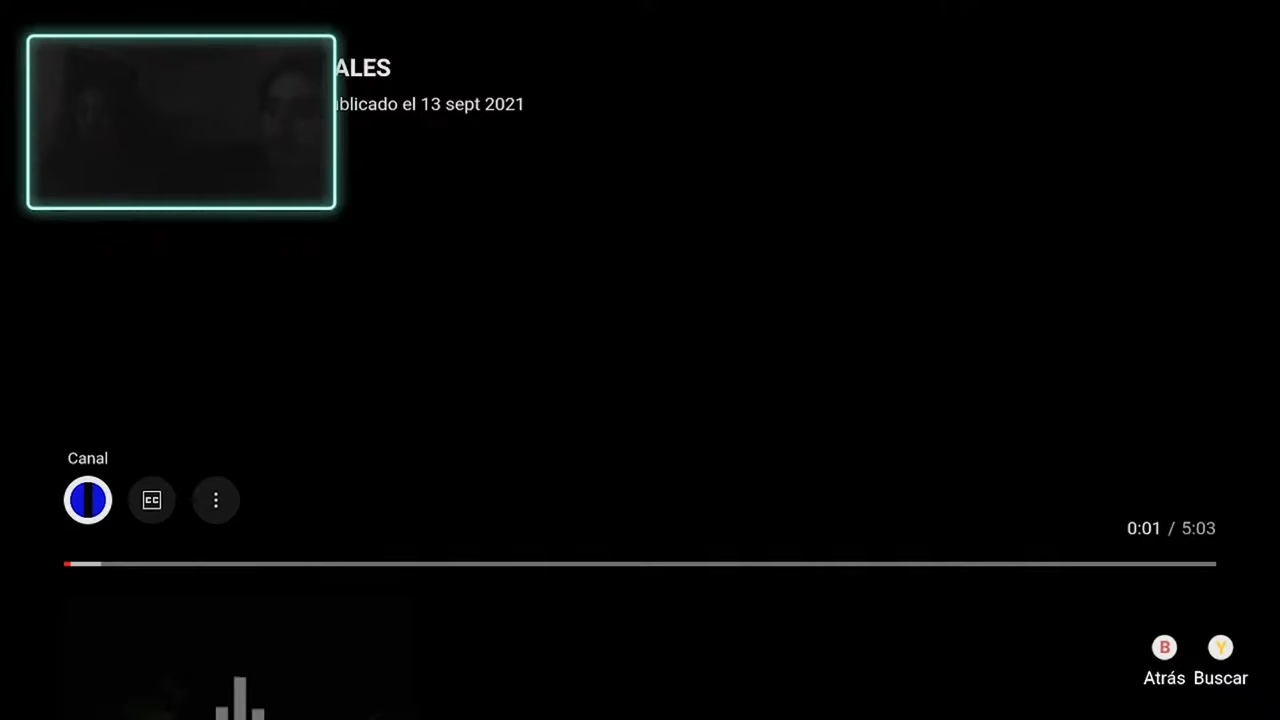 ALES
blicado el 13 sept 2021
Canal
CC
0:01 / 5:03
B Y
Atrás Buscar